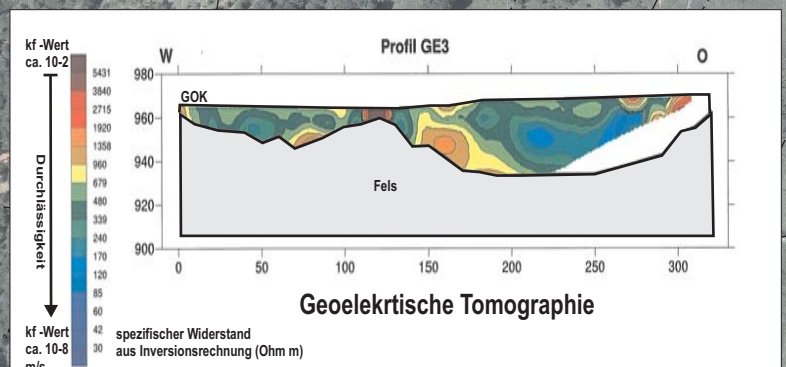 kf -Wert
ca. 10-2
Profil GE3
W
O
5431
3840
2715
1920
1358
960
679
480
339
240
170
120
85
60
42
30
Durchlässigkeit
980
960
940
920
900
GOK
Fels
0 50 100 150 200 250 300
Geoelekrtische Tomographie
kf -Wert
ca. 10-8
m/s
spezifischer Widerstand
aus Inversionsrechnung (Ohm m)